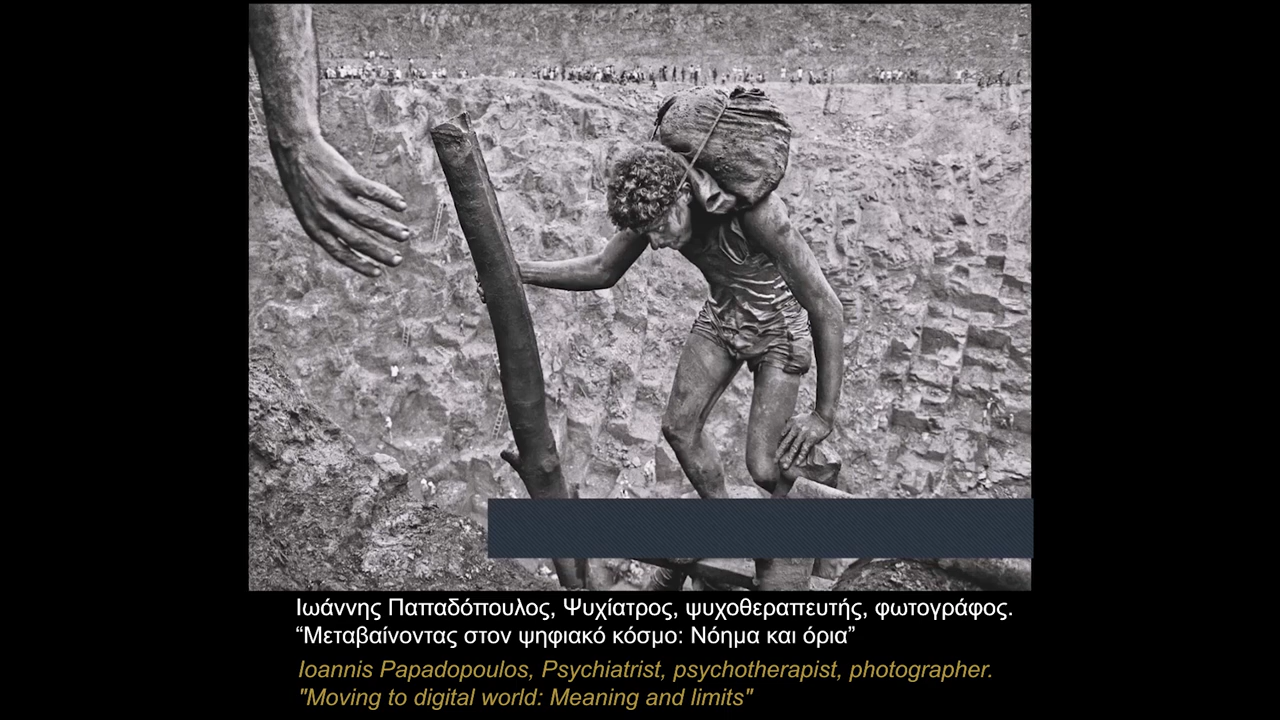 Ιωάννης Παπαδόπουλος, Ψυχίατρος, ψυχοθεραπευτής, φωτογράφος.
“Μεταβαίνοντας στον ψηφιακό κόσμο: Νόημα και όρια”
Ioannis Papadopoulos, Psychiatrist, psychotherapist, photographer.
"Moving to digital world: Meaning and limits"